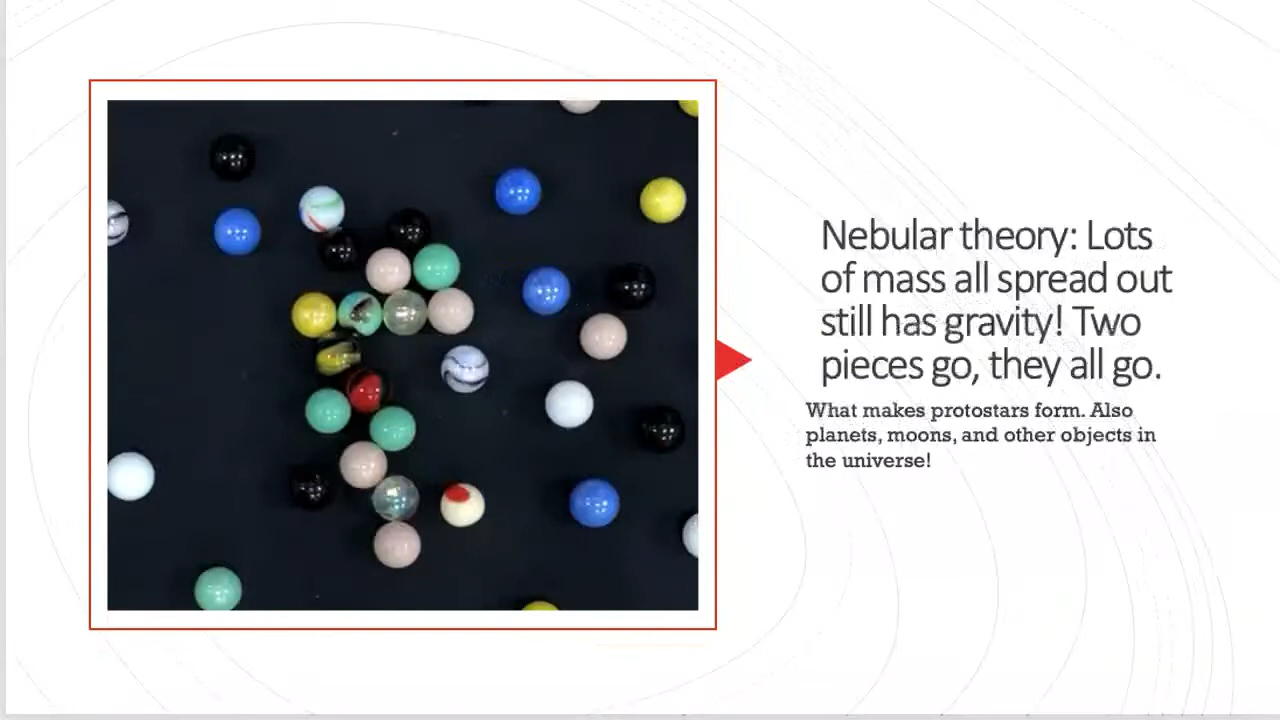 Nebular theory: Lots
of mass all spread out
still has gravity! Two
pieces go, they all go.
What makes protostars form. Also
planets, moons, and other objects in
the universe!